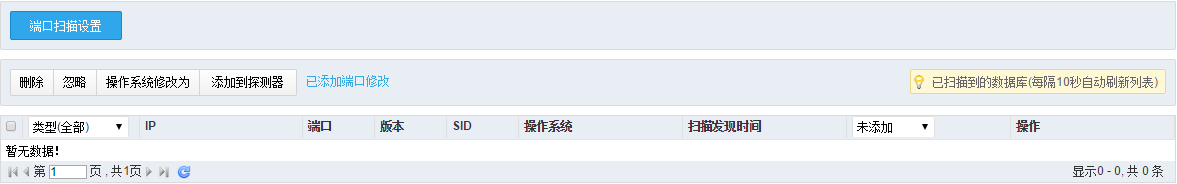 端口扫描设置
删除 忽略 操作系统修改为 添加到探测器 已添加端口修改 已扫描到的数据库(每隔10秒自动刷新列表)
类型(全部) IP 端口 版本 SID 操作系统 扫描发现时间 未添加 操作
暂无数据!
第 1 页 , 共1页 显示0 - 0, 共 0 条